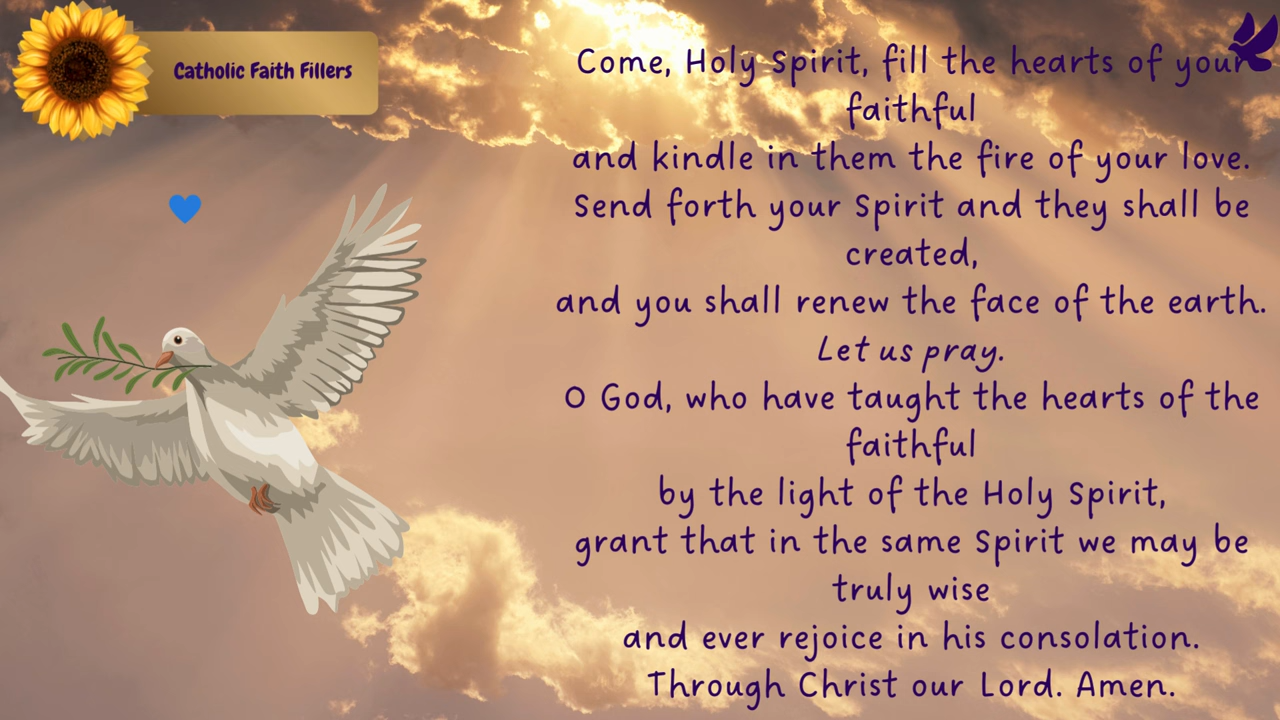 Catholic Faith Fillers
Come, Holy Spirit, fill the hearts of your
faithful
and kindle in them the fire of your love.
Send forth your Spirit and they shall be
created,
and you shall renew the face of the earth.
Let us pray.
O God, who have taught the hearts of the
faithful
by the light of the Holy Spirit,
grant that in the same Spirit we may be
truly wise
and ever rejoice in his consolation.
Through Christ our Lord. Amen.